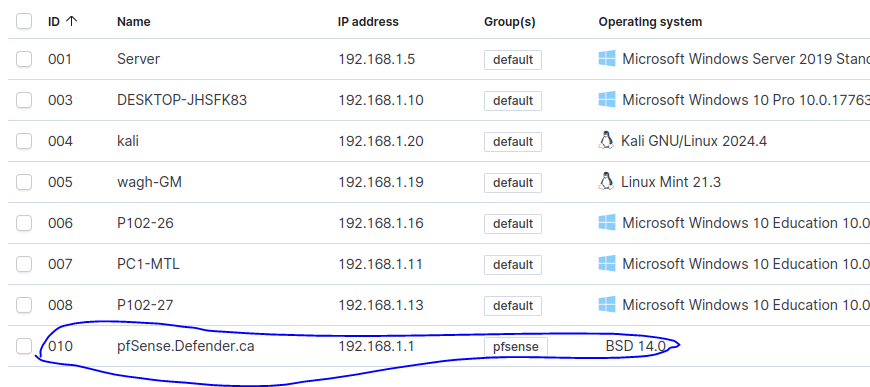 ID ↑ Name IP address Group(s) Operating system
001 Server 192.168.1.5 default Microsoft Windows Server 2019 Stand
003 DESKTOP-JHSFK83 192.168.1.10 default Microsoft Windows 10 Pro 10.0.17763
004 kali 192.168.1.20 default Kali GNU/Linux 2024.4
005 wagh-GM 192.168.1.19 default Linux Mint 21.3
006 P102-26 192.168.1.16 default Microsoft Windows 10 Education 10.0
007 PC1-MTL 192.168.1.11 default Microsoft Windows 10 Education 10.0
008 P102-27 192.168.1.13 default Microsoft Windows 10 Education 10.0
010 pfSense.Defender.ca 192.168.1.1 pfsense BSD 14.0